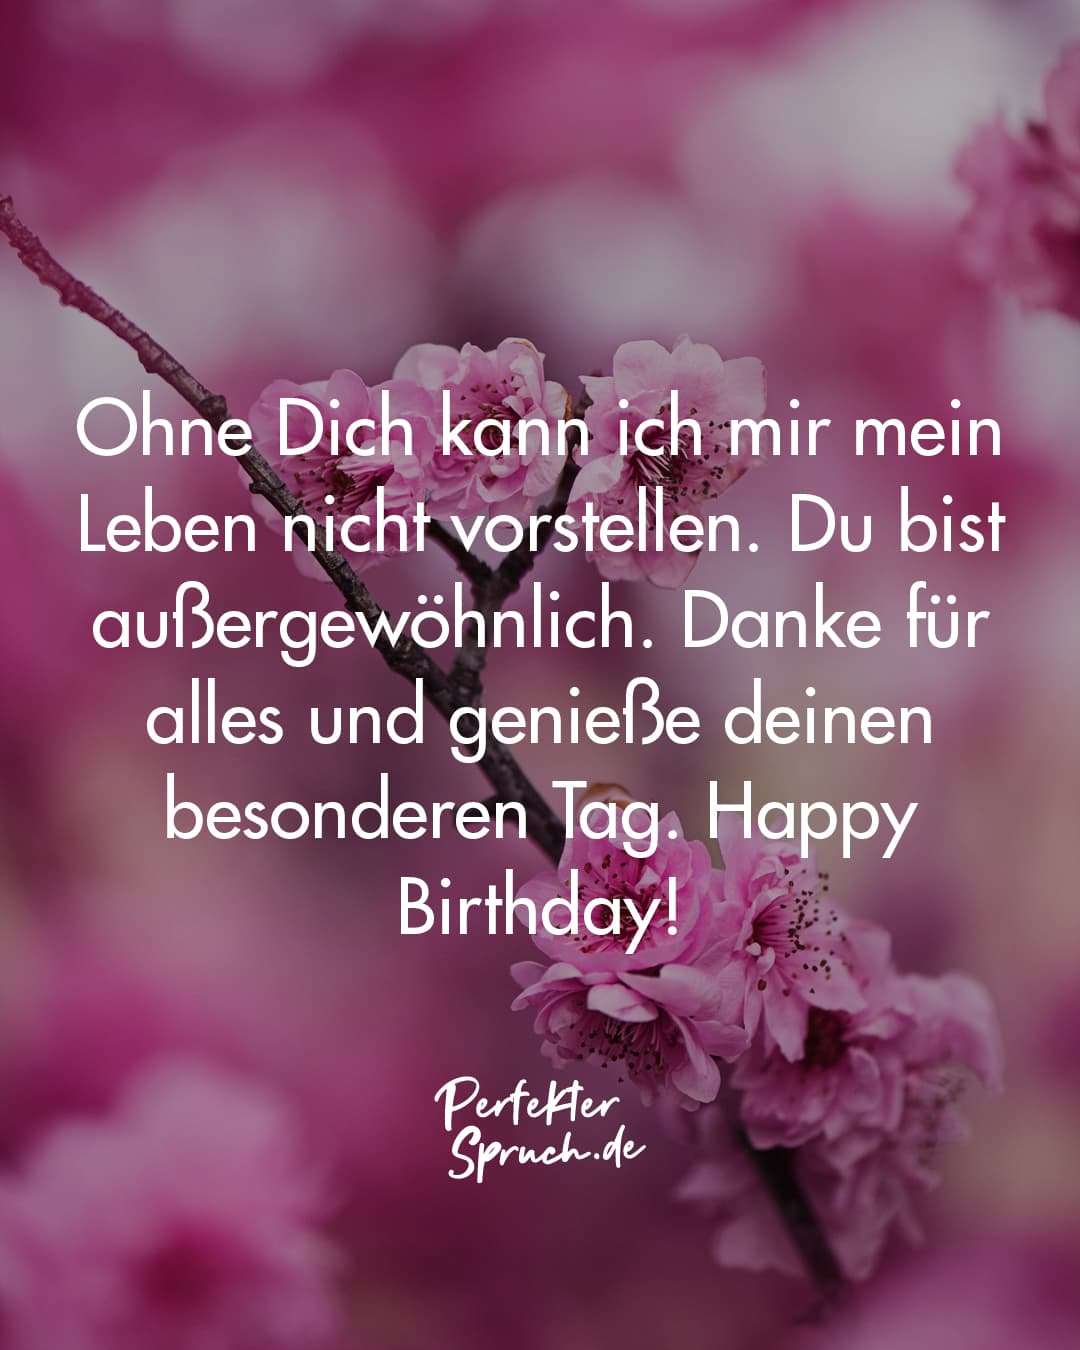 Ohne Dich kann ich mir mein
Leben nicht vorstellen. Du bist
außergewöhnlich. Danke für
alles und genieße deinen
besonderen Tag. Happy
Birthday!
Perfekter
Spruch.de